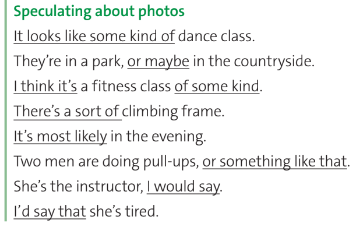 Speculating about photos
It looks like some kind of dance class.
They're in a park, or maybe in the countryside.
I think it's a fitness class of some kind.
There's a sort of climbing frame.
It's most likely in the evening.
Two men are doing pull-ups, or something like that.
She's the instructor, I would say.
I'd say that she's tired.